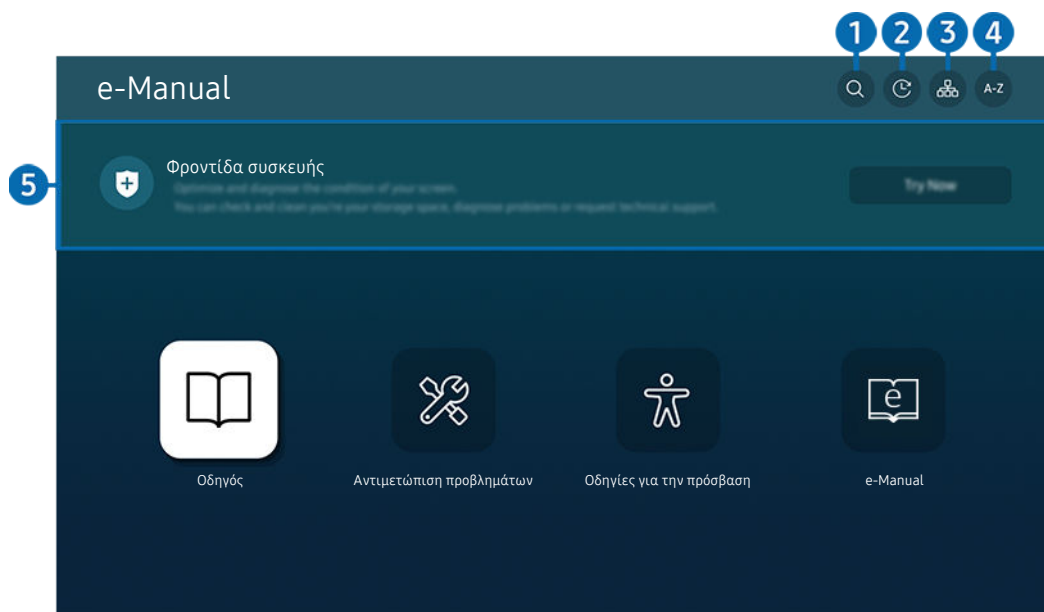 1 2 3 4
e-Manual
A-Z
5
Φροντίδα συσκευής
Optimize and diagnose the condition of your screen.
Try Now
You can check and clean you're your storage space, diagnose problems or request technical support.
Οδηγός
Αντιμετώπιση προβλημάτων
Οδηγίες για την πρόσβαση
e-Manual